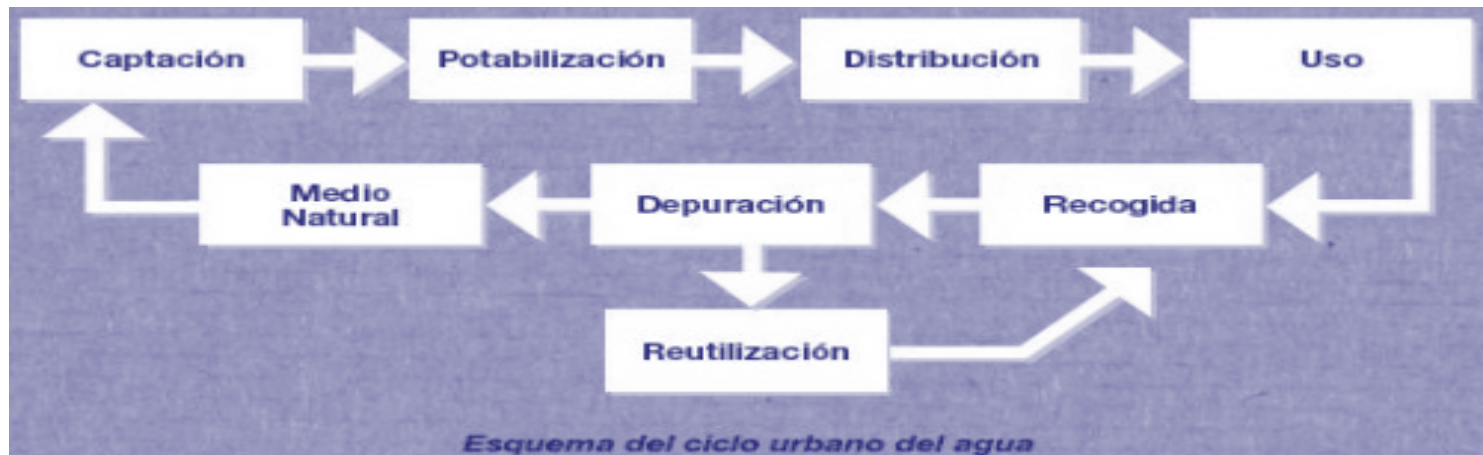 Captación
Potabilización
Distribución
Uso
Medio
Natural
Depuración
Recogida
Reutilización
Esquema del ciclo urbano del agua